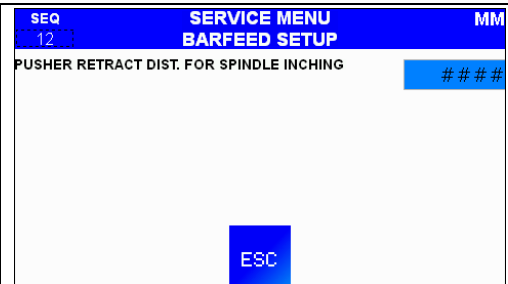 SEQ SERVICE MENU MM
12 BARFEED SETUP
PUSHER RETRACT DIST. FOR SPINDLE INCHING ####
ESC